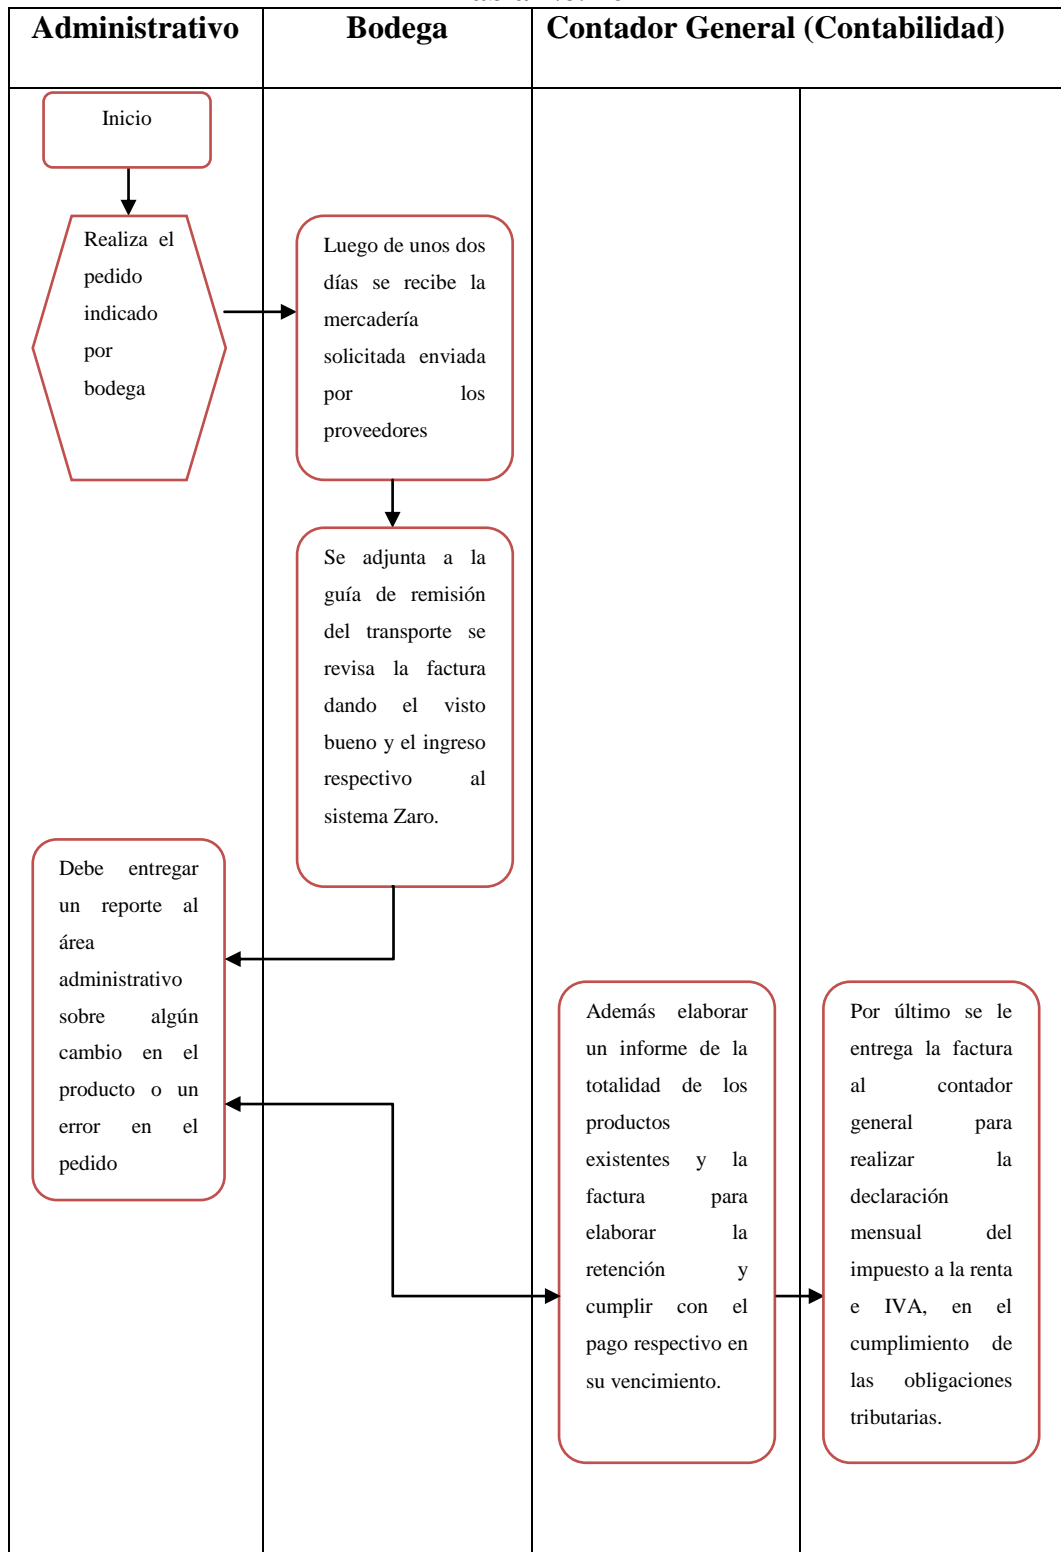 Administrativo
Bodega
Contador General (Contabilidad)
Inicio
Realiza el
pedido
indicado
por
bodega
Luego de unos dos
días se recibe la
mercadería
solicitada enviada
por los
proveedores
Se adjunta a la
guía de remisión
del transporte se
revisa la factura
dando el visto
bueno y el ingreso
respectivo al
sistema Zaro.
Debe entregar
un reporte al
área
administrativo
sobre algún
cambio en el
producto o un
error en el
pedido
Además elaborar
un informe de la
totalidad de los
productos
existentes y la
factura para
elaborar la
retención y
cumplir con el
pago respectivo en
su vencimiento.
Por último se le
entrega la factura
al contador
general para
realizar la
declaración
mensual del
impuesto a la renta
e IVA, en el
cumplimiento de
las obligaciones
tributarias.